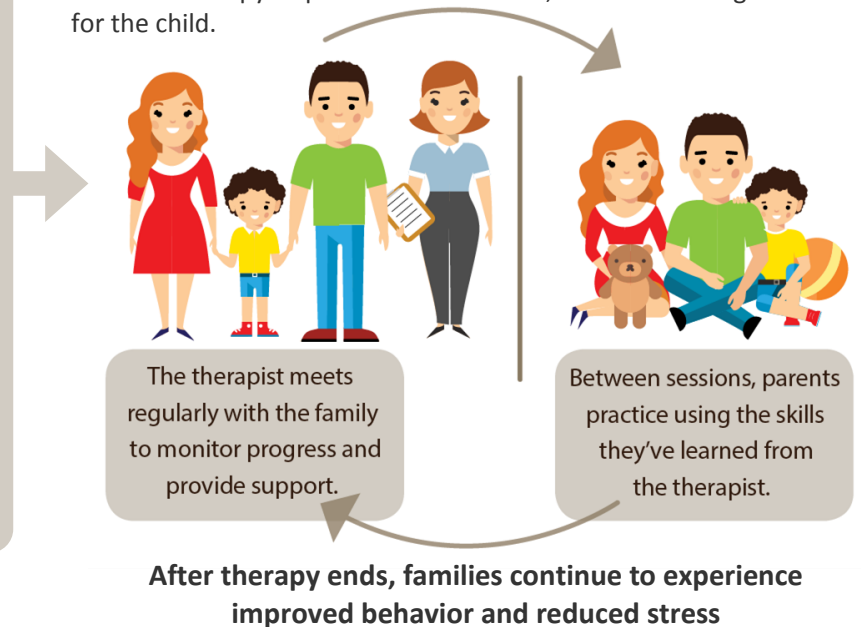 for the child.
The therapist meets
regularly with the family
to monitor progress and
provide support.
Between sessions, parents
practice using the skills
they've learned from
the therapist.
After therapy ends, families continue to experience
improved behavior and reduced stress